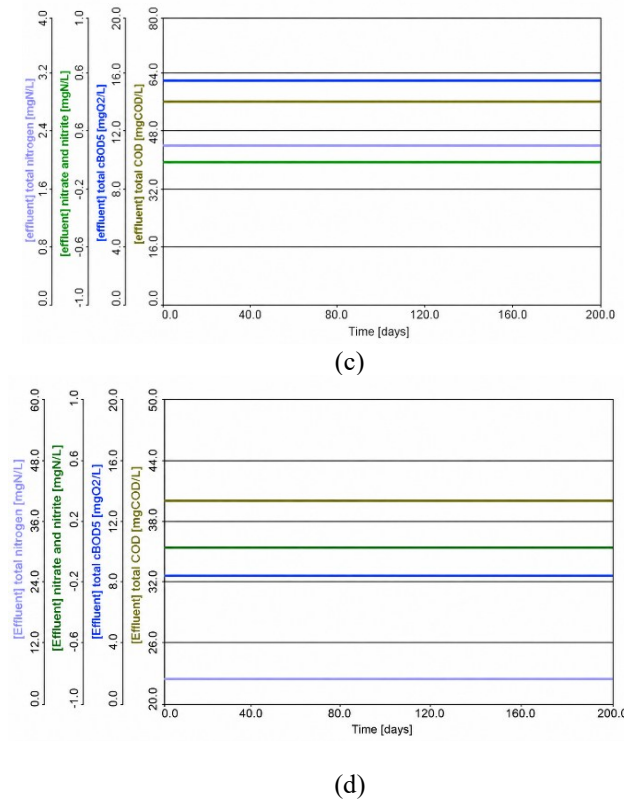 [effluent] total nitrogen [mgN/L]
0.0 0.8 1.6 2.4 3.2 4.0
[effluent] nitrate and nitrite [mgN/L]
-1.0 -0.6 -0.2 0.6 0.6 1.0
[effluent] total cBOD5 [mgO2/L]
0.0 4.0 8.0 12.0 16.0 20.0
[effluent] total COD [mgCOD/L]
0.0 16.0 32.0 48.0 64.0 80.0
0.0 40.0 80.0 120.0 160.0 200.0
Time [days]
(c)
[Effluent] total nitrogen [mgN/L]
0.0 12.0 24.0 36.0 48.0 60.0
[Effluent] nitrate and nitrite [mgN/L]
-1.0 -0.6 -0.2 0.2 0.6 1.0
[Effluent] total cBOD5 [mgO2/L]
0.0 4.0 8.0 12.0 16.0 20.0
[Effluent] total COD [mgCOD/L]
20.0 26.0 32.0 38.0 44.0 50.0
0.0 40.0 80.0 120.0 160.0 200.0
Time [days]
(d)